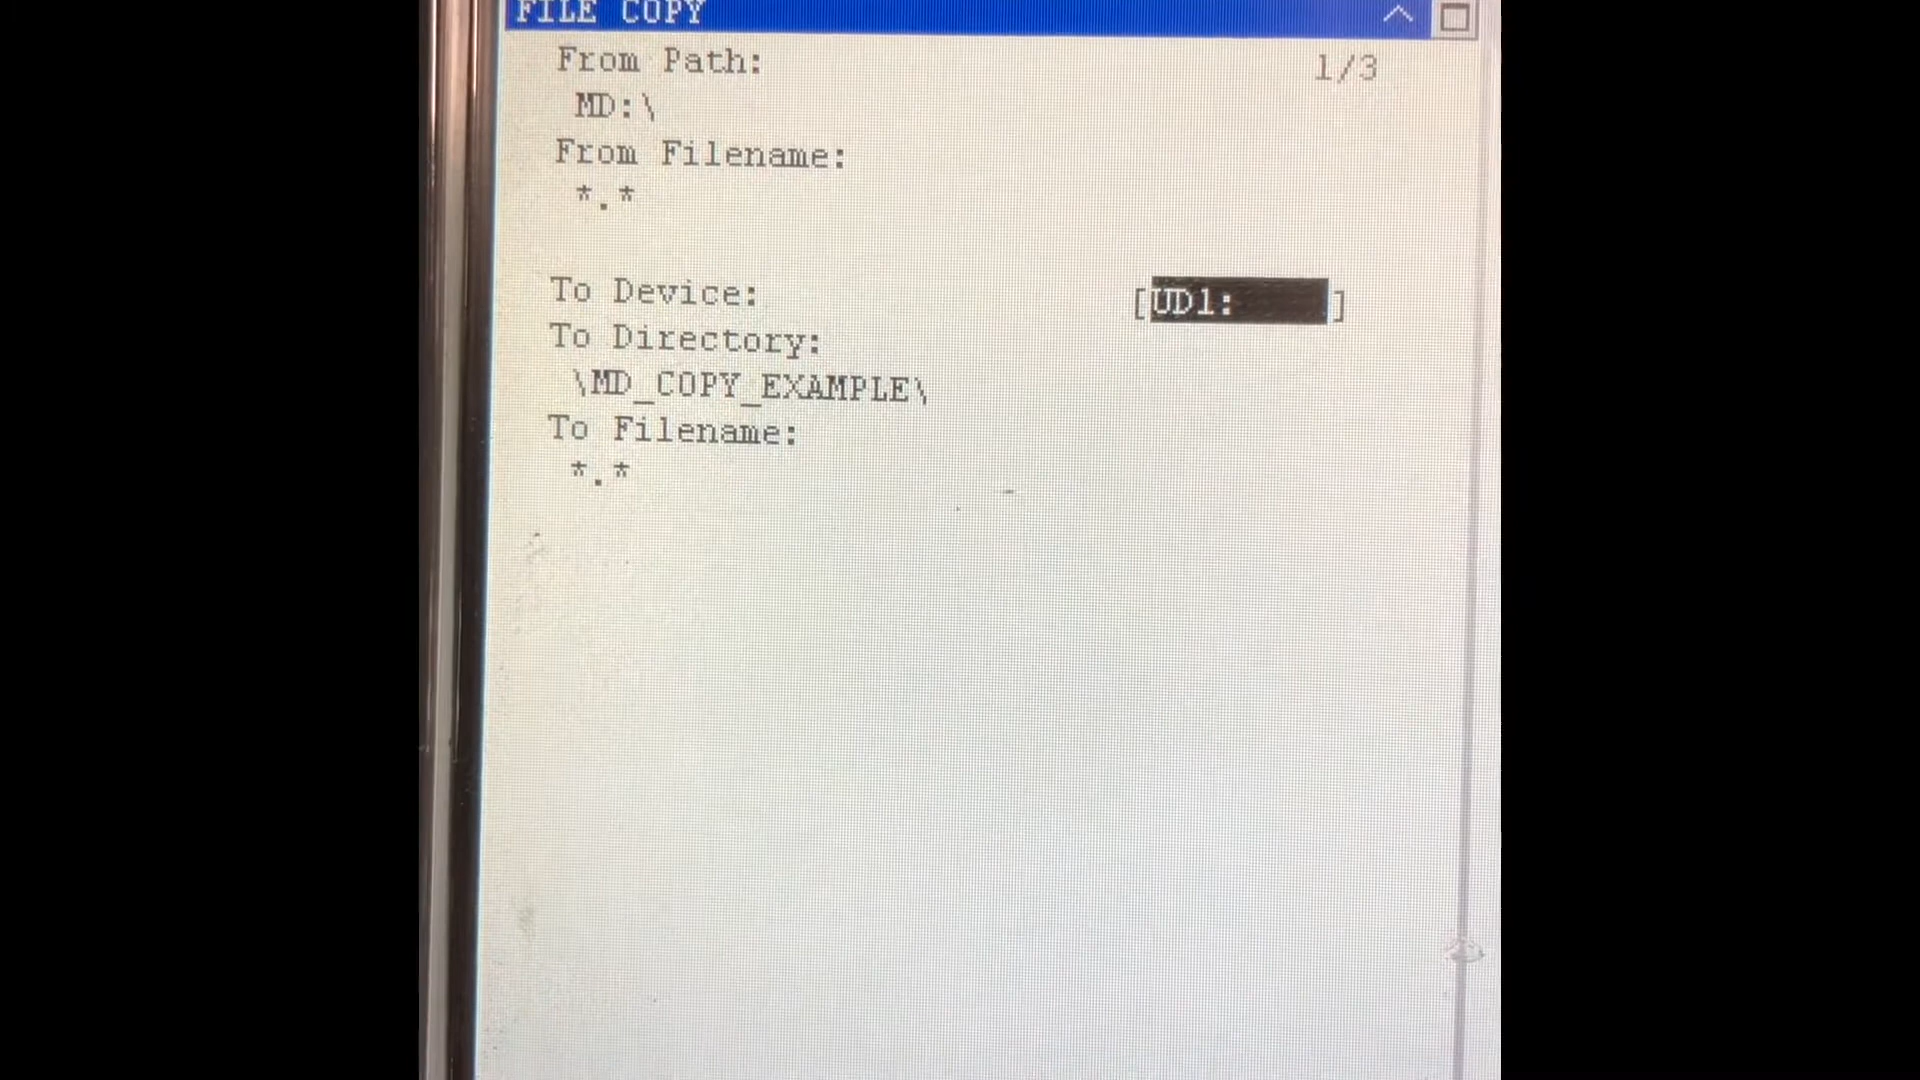 FILE COPY
From Path: 1/3
MD:\
From Filename:
*.*
To Device: [UD1: ]
To Directory:
\MD_COPY_EXAMPLE\
To Filename:
*.*